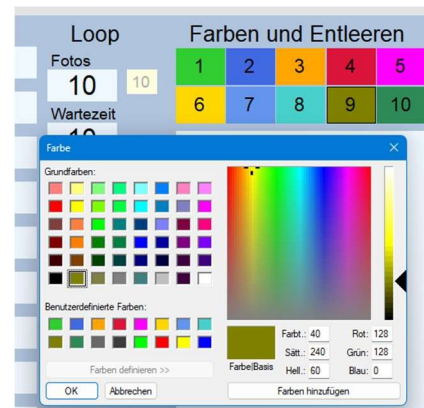 Loop
Farben und Entleeren
Fotos
10
10
Wartezeit
1 2 3 4 5
6 7 8 9 10
Farbe
Grundfarben:
Benutzerdefinierte Farben:
Farben definieren >>
OK
Abbrechen
Farbe|Basis
Farbt.: 40
Rot: 128
Sätt.: 240
Grün: 128
Hell.: 60
Blau: 0
Farben hinzufügen